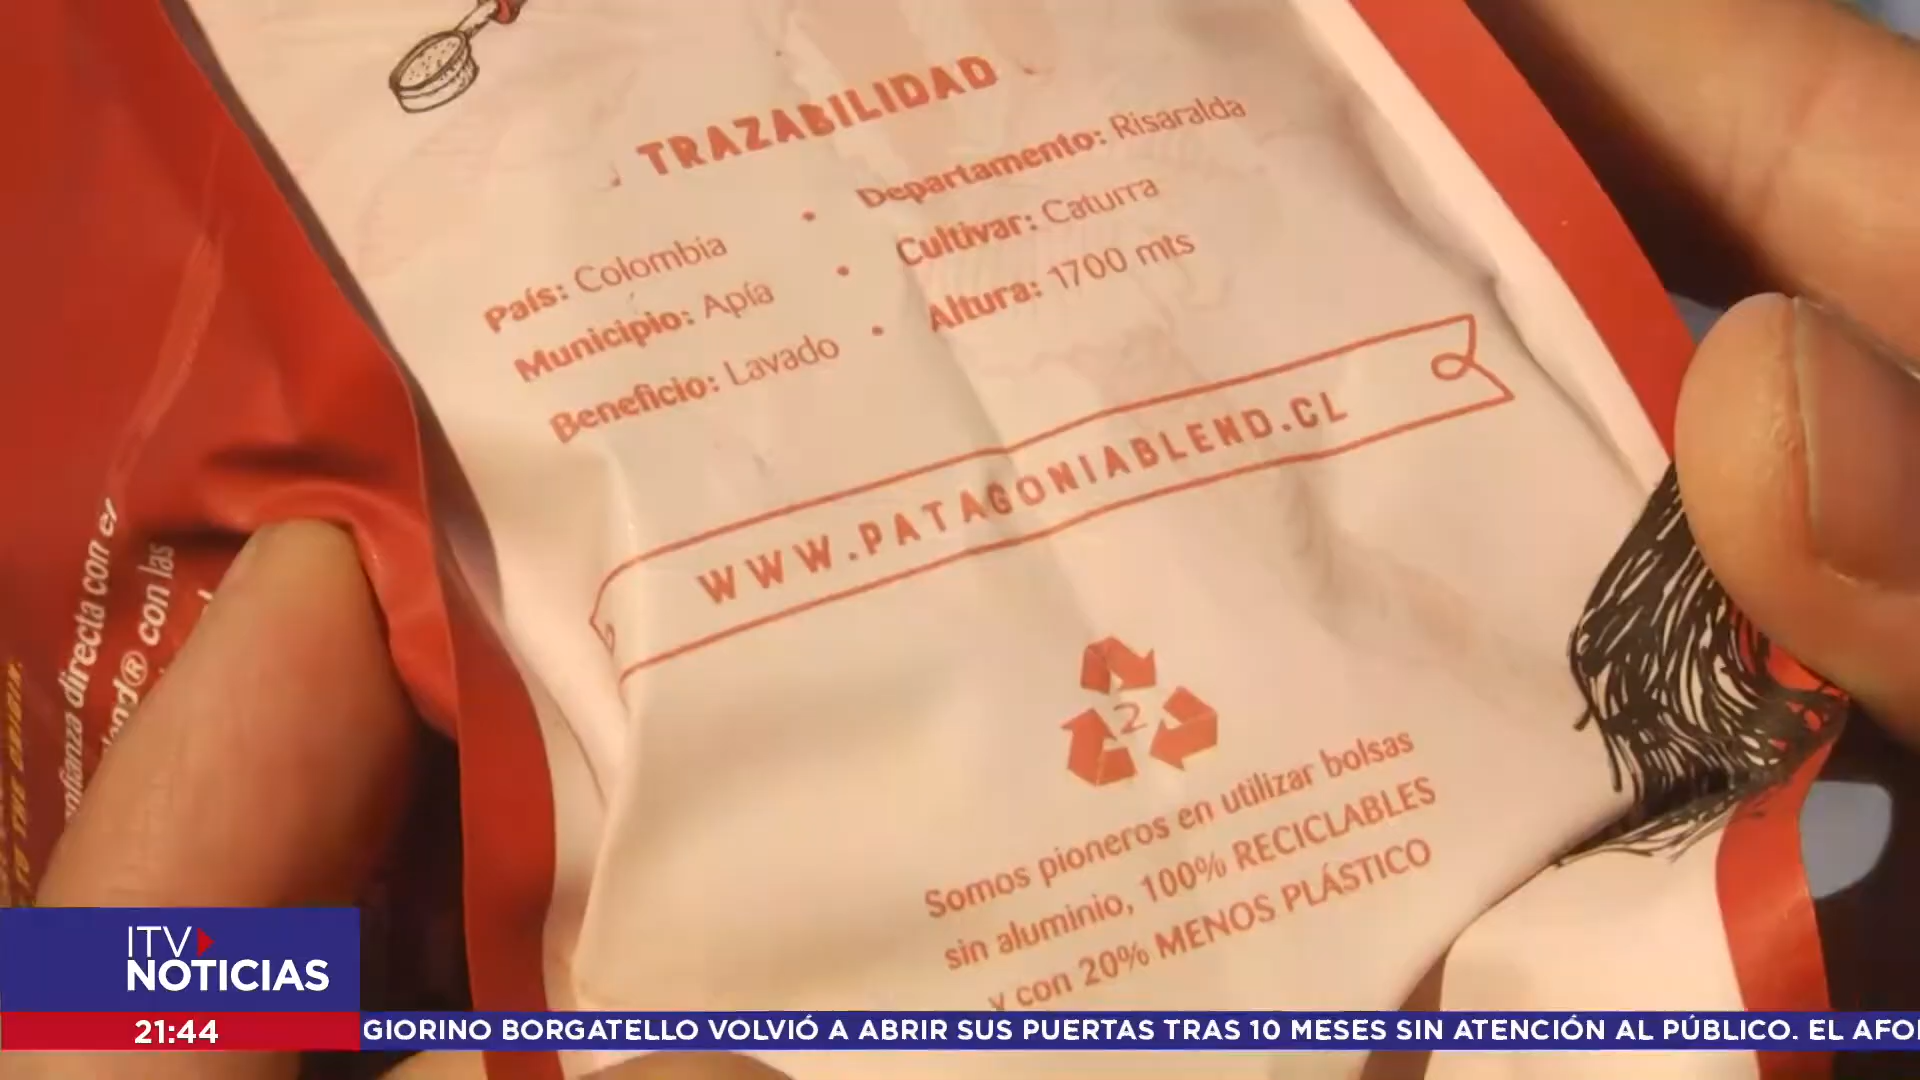 TRAZABILIDAD
País: Colombia • Departamento: Risaralda
Municipio: Apía • Cultivar: Caturra
Beneficio: Lavado • Altura: 1700 mts
WWW.PATAGONIABLEND.CL
2
Somos pioneros en utilizar bolsas
sin aluminio, 100% RECICLABLES
y con 20% MENOS PLÁSTICO
directa con el
con las
ITV
NOTICIAS
21:44
GIORINO BORGATELLO VOLVIÓ A ABRIR SUS PUERTAS TRAS 10 MESES SIN ATENCIÓN AL PÚBLICO. EL AFO